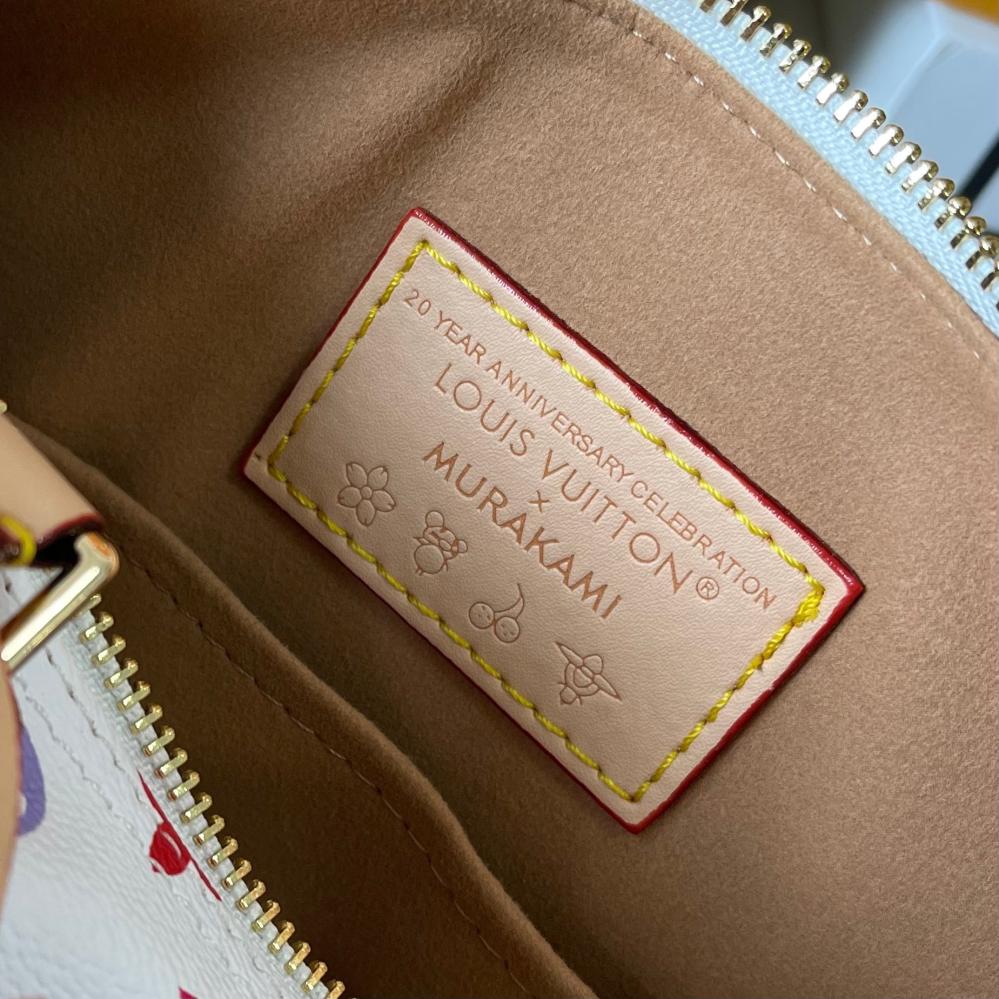 20 YEAR ANNIVERSARY CELEBRATION
LOUIS VUITTON®
×
MURAKAMI